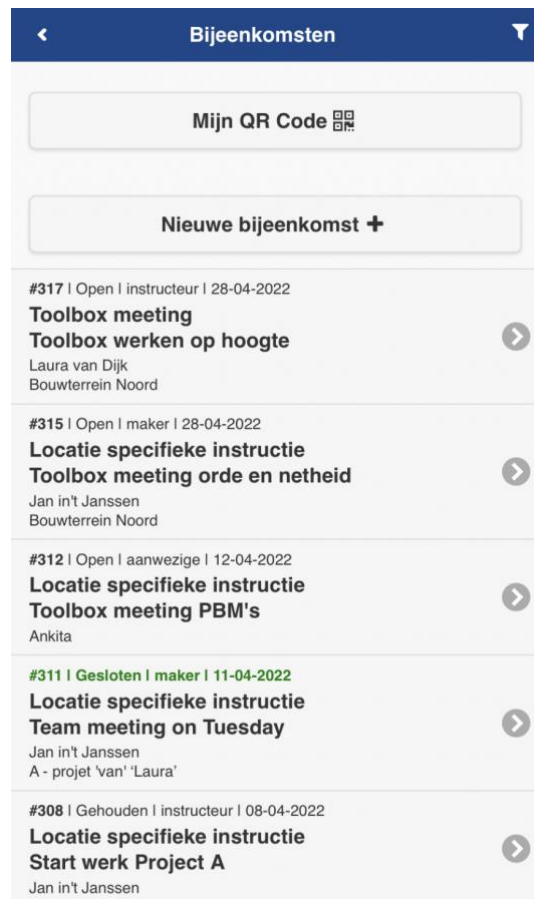 Bijeenkomsten
Mijn QR Code
Nieuwe bijeenkomst +
#317 | Open | instructeur | 28-04-2022
Toolbox meeting
Toolbox werken op hoogte
Laura van Dijk
Bouwterrein Noord
#315 | Open | maker | 28-04-2022
Locatie specifieke instructie
Toolbox meeting orde en netheid
Jan in't Janssen
Bouwterrein Noord
#312 | Open | aanwezige | 12-04-2022
Locatie specifieke instructie
Toolbox meeting PBM's
Ankita
#311 | Gesloten | maker | 11-04-2022
Locatie specifieke instructie
Team meeting on Tuesday
Jan in't Janssen
A - projet 'van' ‘Laura’
#308 | Gehouden | instructeur | 08-04-2022
Locatie specifieke instructie
Start werk Project A
Jan in't Janssen